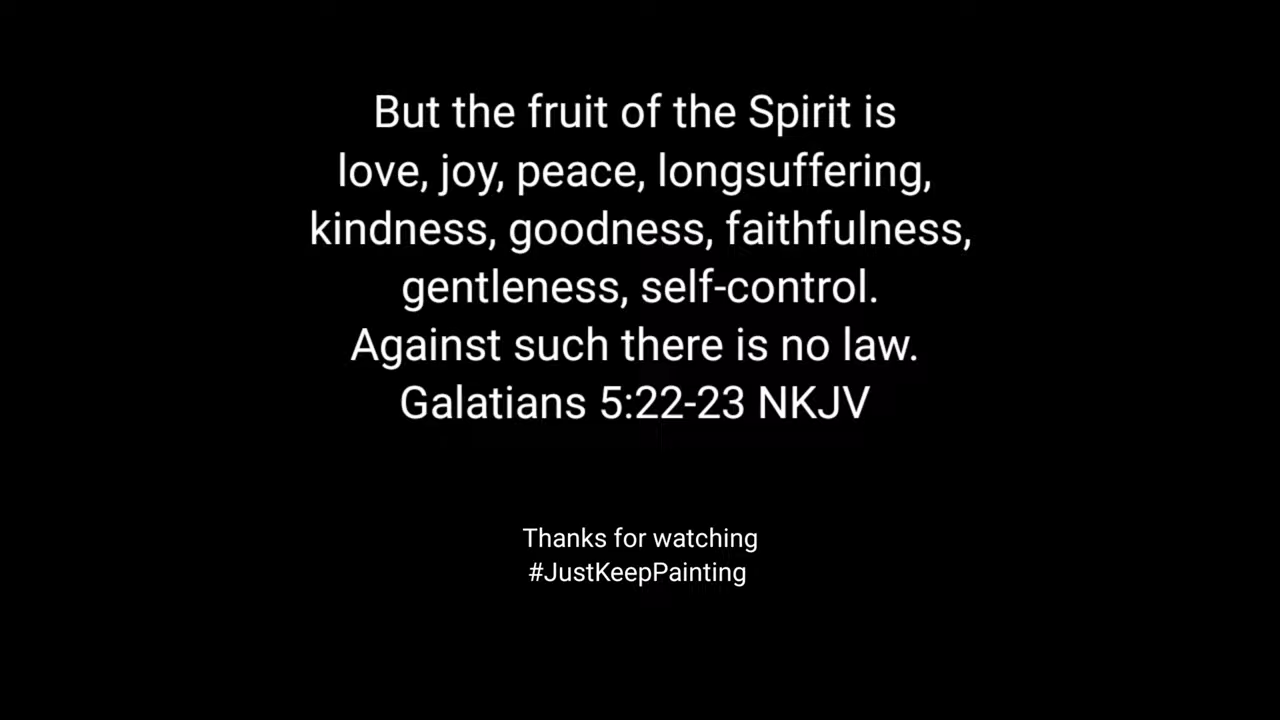 But the fruit of the Spirit is
love, joy, peace, longsuffering,
kindness, goodness, faithfulness,
gentleness, self-control.
Against such there is no law.
Galatians 5:22-23 NKJV
Thanks for watching
#JustKeepPainting